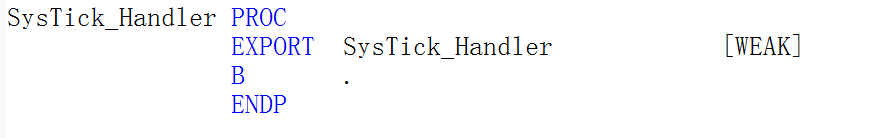 SysTick_Handler PROC
EXPORT SysTick_Handler [WEAK]
B .
ENDP